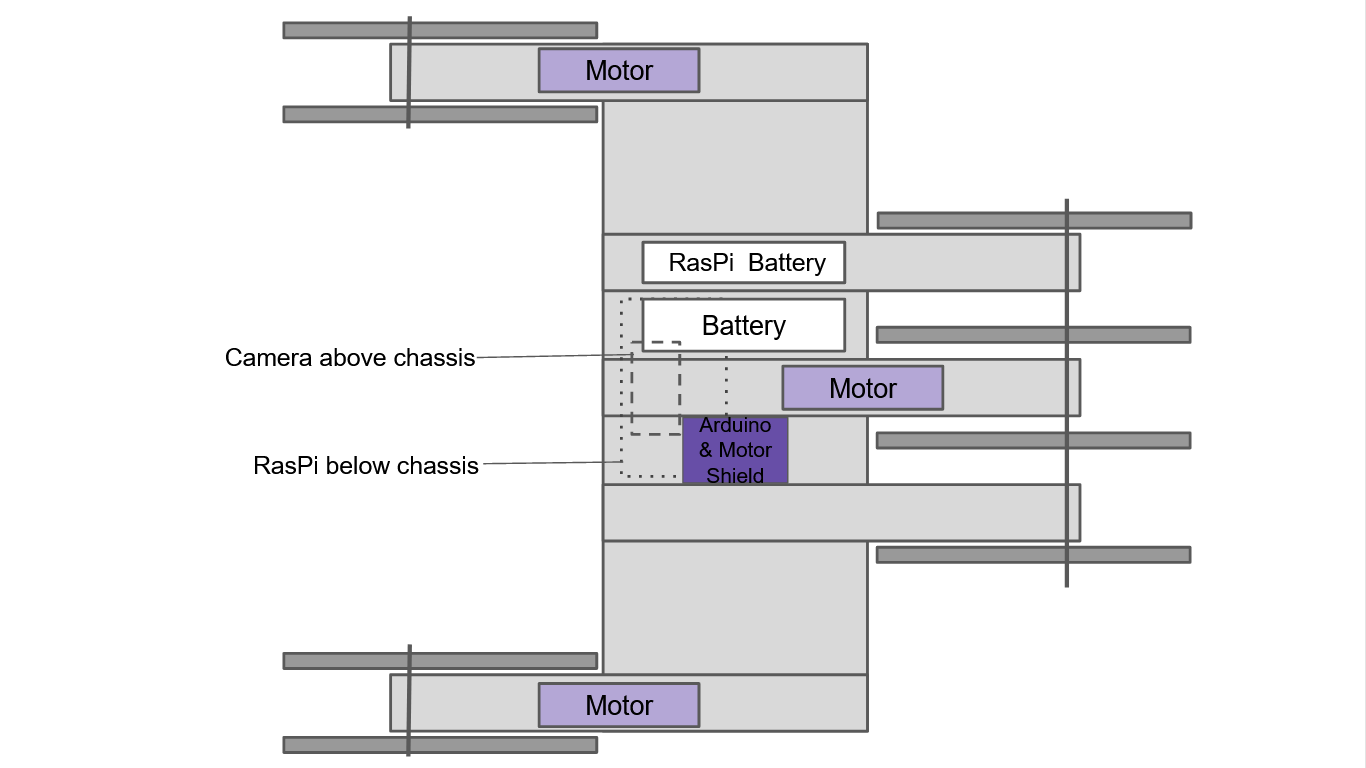 Motor
RasPi  Battery
Battery
Camera above chassis
Motor
Arduino
& Motor
Shield
RasPi below chassis
Motor